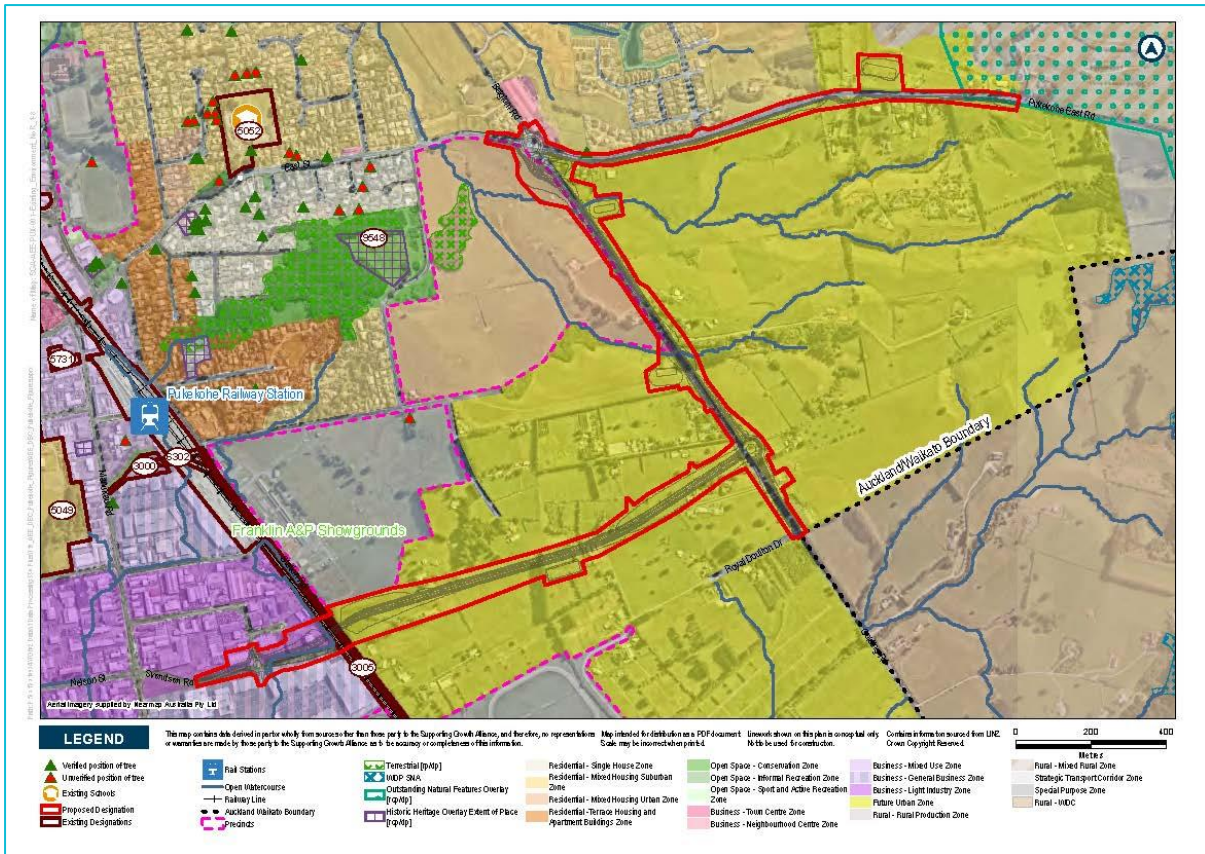 5052
East St
Belgium Rd
Pukekohe East Rd
9548
5731
Pukekohe Railway Station
3000
6302
5049
Franklin A&P Showgrounds
Auckland/Waikato Boundary
Royal Doulton Dr
3005
Nelson St
Svendsen Rd
Aerial imagery supplied by Nearmap Australia Pty Ltd
LEGEND
This map contains data derived in part or wholly from sources other than those party to the Supporting Growth Alliance, and therefore, no representations
or warranties are made by those party to the Supporting Growth Alliance as to the accuracy or completeness of this information.
Map intended for distribution as a PDF document.
Scale may be incorrect when printed.
Linework shown on this plan is conceptual only.
Not to be used for construction.
Contains information sourced from LINZ.
Crown Copyright Reserved.
0 200 400
Metres
Verified position of tree
Unverified position of tree
Existing Schools
Proposed Designation
Existing Designations
Rail Stations
Open Watercourse
Railway Line
Auckland Waikato Boundary
Precincts
Terrestrial [rp/dp]
WDP SNA
Outstanding Natural Features Overlay
[rcp/dp]
Historic Heritage Overlay Extent of Place
[rcp/dp]
Residential - Single House Zone
Residential - Mixed Housing Suburban
Zone
Residential - Mixed Housing Urban Zone
Residential - Terrace Housing and
Apartment Buildings Zone
Open Space - Conservation Zone
Open Space - Informal Recreation Zone
Open Space - Sport and Active Recreation
Zone
Business - Town Centre Zone
Business - Neighbourhood Centre Zone
Business - Mixed Use Zone
Business - General Business Zone
Business - Light Industry Zone
Future Urban Zone
Rural - Rural Production Zone
Rural - Mixed Rural Zone
Strategic Transport Corridor Zone
Special Purpose Zone
Rural - WDC